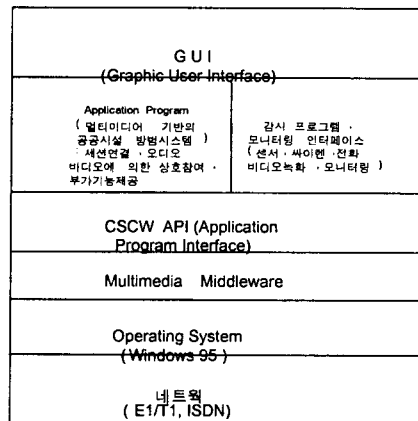 G U I
(Graphic User Interface)
Application Program
( 멀티미디어 기반의
공공시설 방범시스템 )
· 세션연결 · 오디오
비디오에 의한 상호참여 ·
부가기능제공
감시 프로그램 ·
모니터링 인터페이스
( 센서 · 싸이렌 · 전화
비디오녹화 · 모니터링 )
CSCW API (Application
Program Interface)
Multimedia Middleware
Operating System
( Windows 95 )
네트웍
( E1/T1, ISDN)